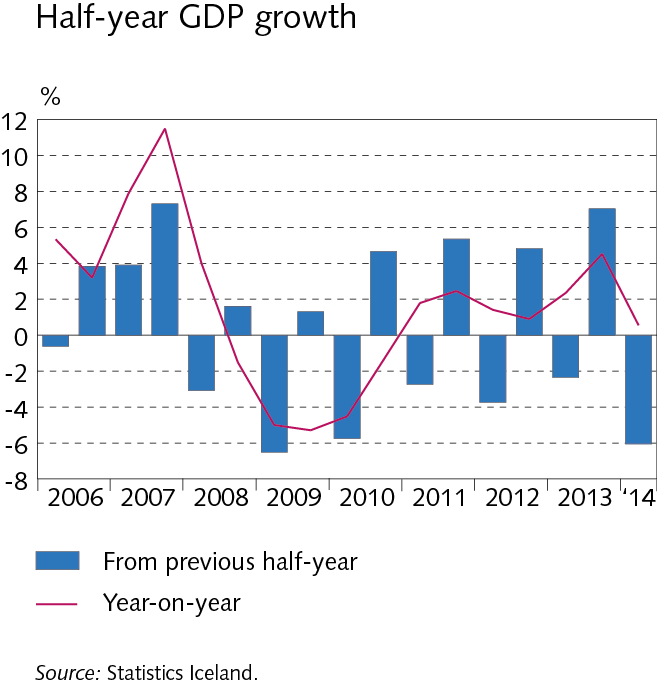 Half-year GDP growth
%
12
10
8
6
4
2
0
-2
-4
-6
-8
2006 2007 2008 2009 2010 2011 2012 2013 '14
From previous half-year
Year-on-year
Source: Statistics Iceland.